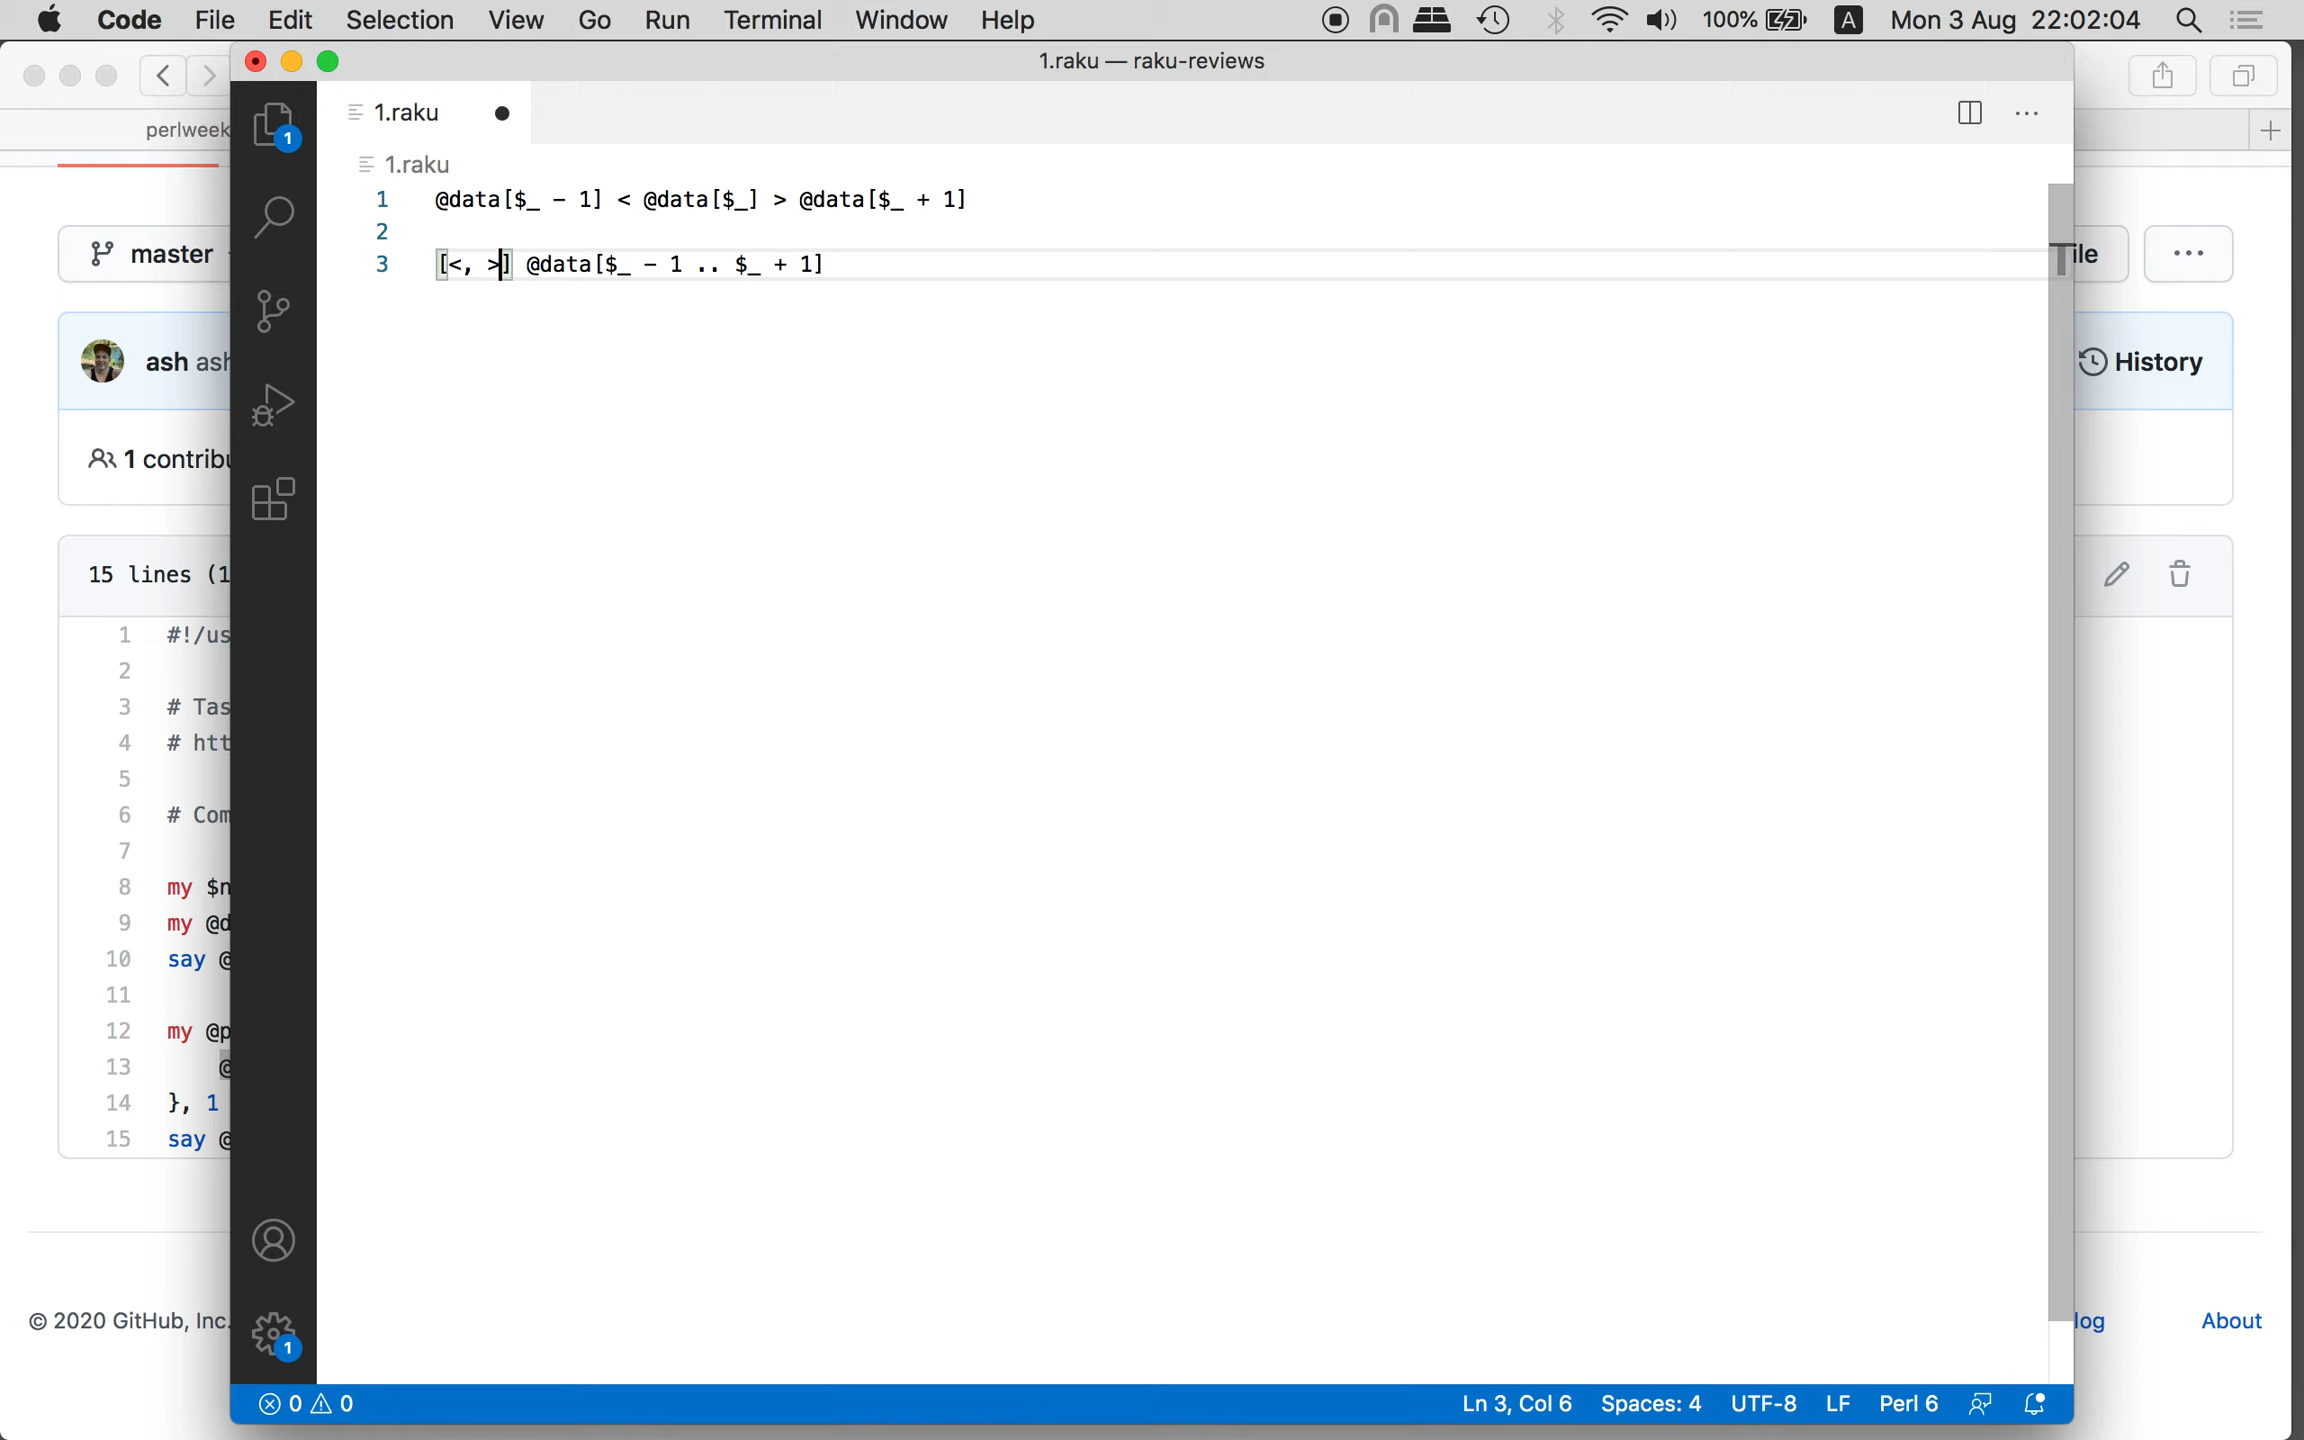 Code File Edit Selection View Go Run Terminal Window Help 100% A Mon 3 Aug 22:02:04
1.raku — raku-reviews
perlweek
1.raku
1.raku
1 @data[$_ - 1] < @data[$_] > @data[$_ + 1]
2
3 [<, >] @data[$_ - 1 .. $_ + 1]
1
master
ile
ash ash
History
1 contribu
15 lines (1
1 #!/us
2
3 # Tas
4 # htt
5
6 # Com
7
8 my $n
9 my @d
10 say @
11
12 my @p
13 @
14 }, 1
15 say @
© 2020 GitHub, Inc.
log
About
1
0 0 Ln 3, Col 6 Spaces: 4 UTF-8 LF Perl 6